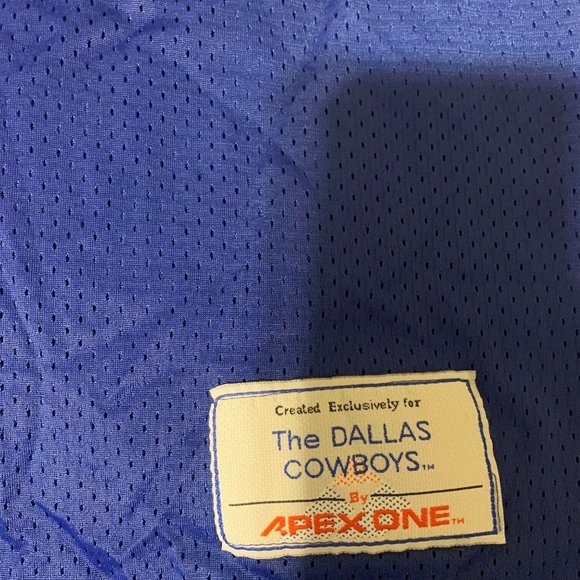 Created Exclusively for
The DALLAS
COWBOYS™
By
APEX ONE™